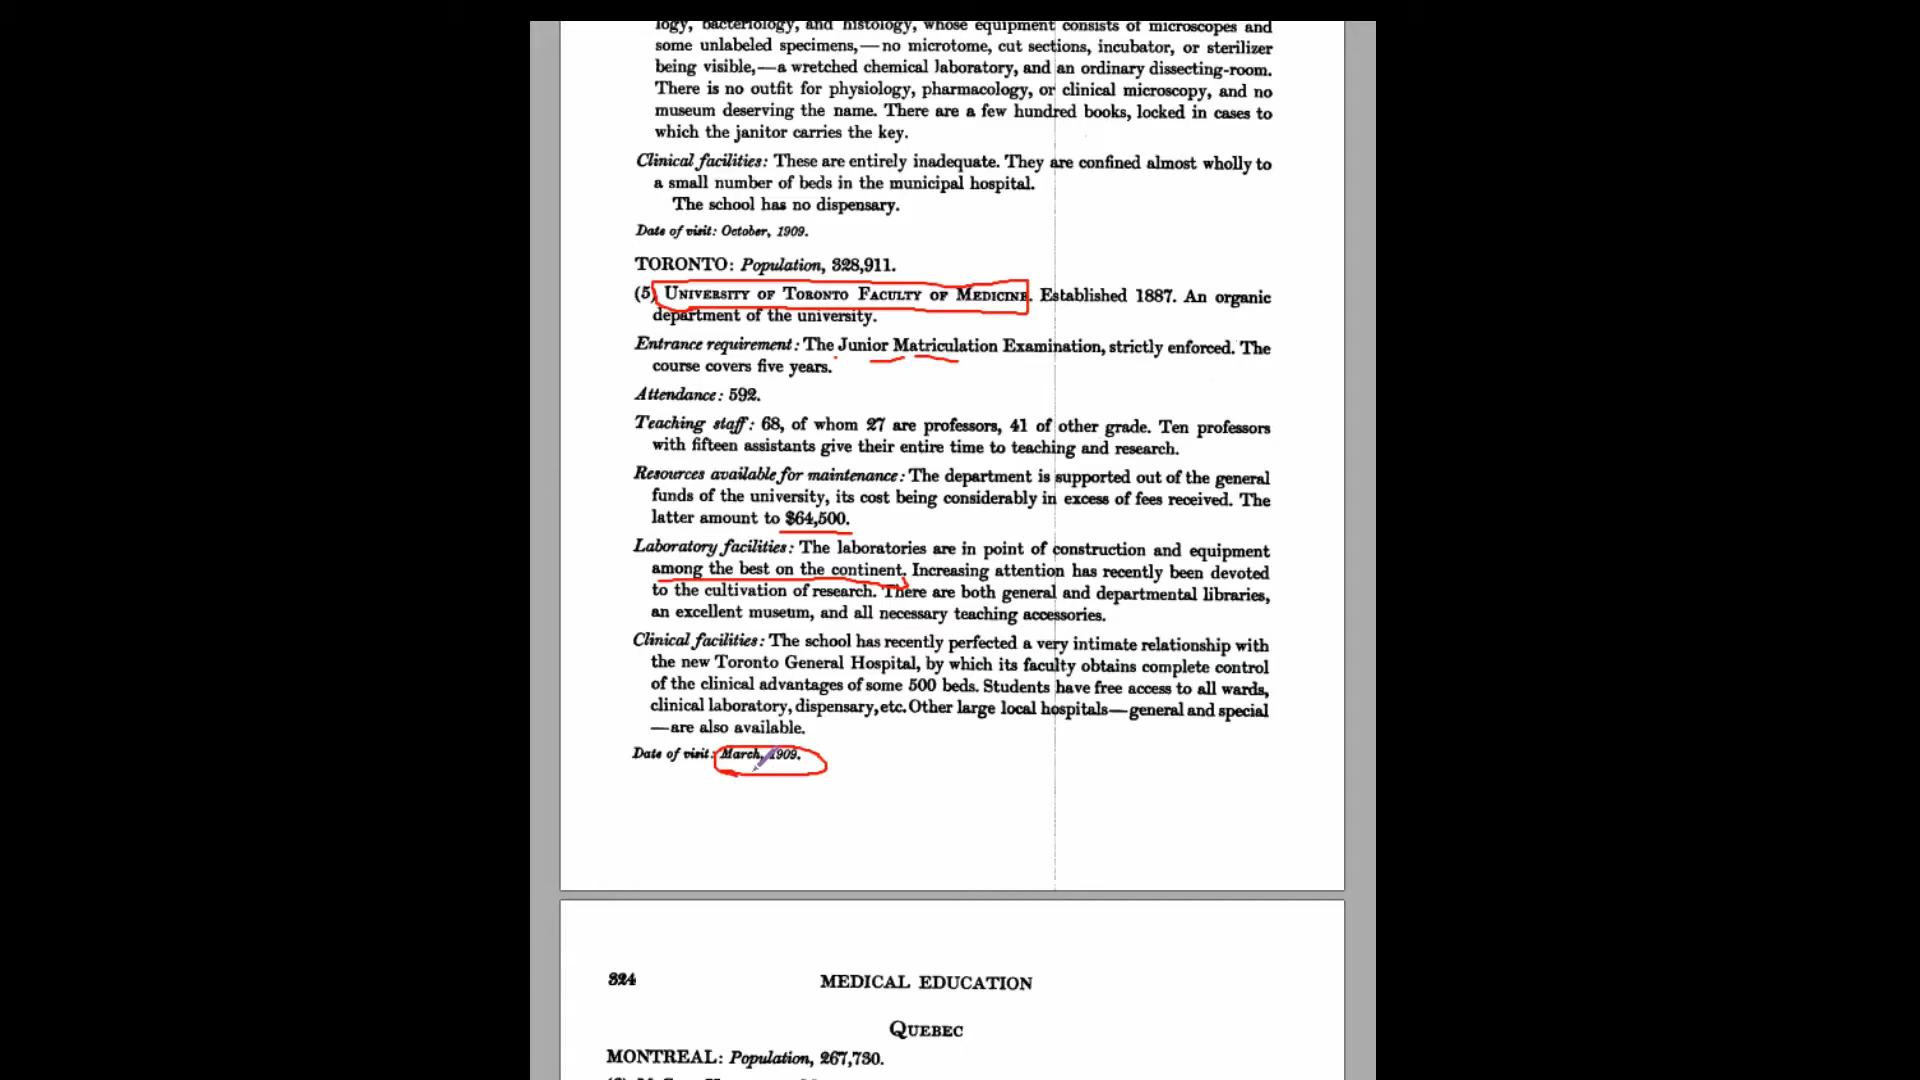 logy, bacteriology, and histology, whose equipment consists of microscopes and
some unlabeled specimens,—no microtome, cut sections, incubator, or sterilizer
being visible,—a wretched chemical laboratory, and an ordinary dissecting-room.
There is no outfit for physiology, pharmacology, or clinical microscopy, and no
museum deserving the name. There are a few hundred books, locked in cases to
which the janitor carries the key.
Clinical facilities: These are entirely inadequate. They are confined almost wholly to
a small number of beds in the municipal hospital.
The school has no dispensary.
Date of visit: October, 1909.
TORONTO: Population, 328,911.
(5) University of Toronto Faculty of Medicine. Established 1887. An organic
department of the university.
Entrance requirement: The Junior Matriculation Examination, strictly enforced. The
course covers five years.
Attendance: 592.
Teaching staff: 68, of whom 27 are professors, 41 of other grade. Ten professors
with fifteen assistants give their entire time to teaching and research.
Resources available for maintenance: The department is supported out of the general
funds of the university, its cost being considerably in excess of fees received. The
latter amount to $64,500.
Laboratory facilities: The laboratories are in point of construction and equipment
among the best on the continent. Increasing attention has recently been devoted
to the cultivation of research. There are both general and departmental libraries,
an excellent museum, and all necessary teaching accessories.
Clinical facilities: The school has recently perfected a very intimate relationship with
the new Toronto General Hospital, by which its faculty obtains complete control
of the clinical advantages of some 500 beds. Students have free access to all wards,
clinical laboratory, dispensary, etc. Other large local hospitals—general and special
—are also available.
Date of visit: March, 1909.
324
MEDICAL EDUCATION
Quebec
MONTREAL: Population, 267,730.